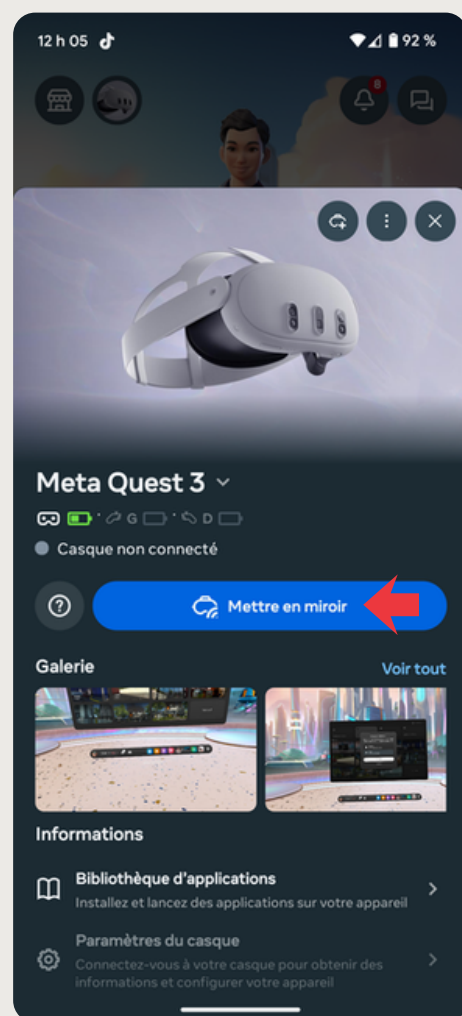 12 h 05
92 %
8
Meta Quest 3
G
D
Casque non connecté
Mettre en miroir
Galerie
Voir tout
Informations
Bibliothèque d'applications
Installez et lancez des applications sur votre appareil
Paramètres du casque
Connectez-vous à votre casque pour obtenir des
informations et configurer votre appareil